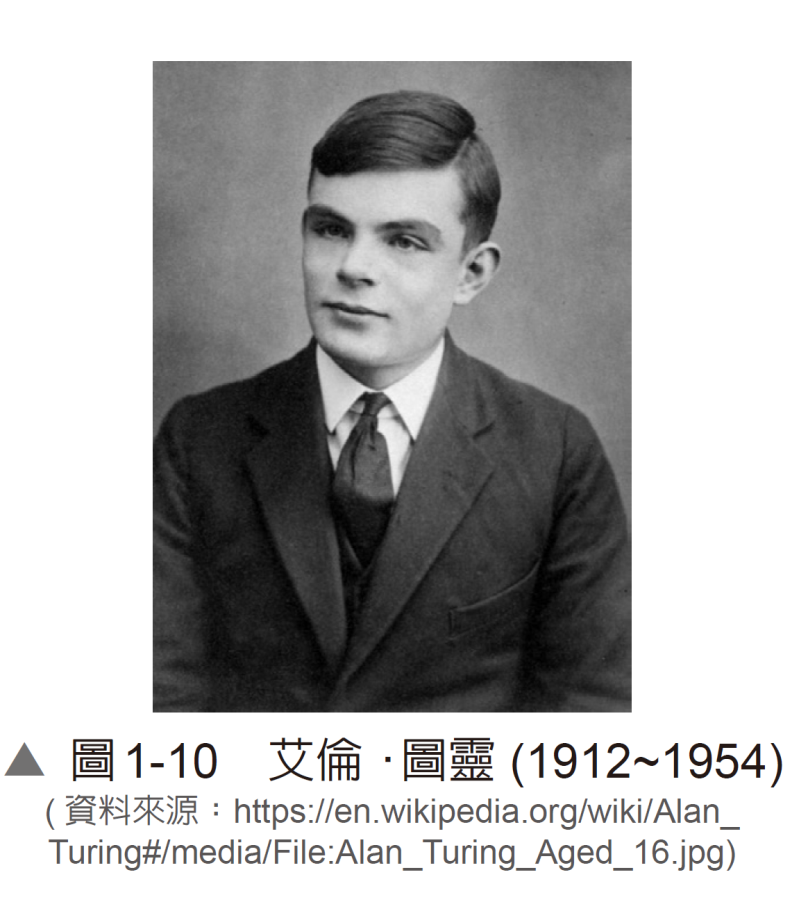 ▲ 圖1-10　艾倫·圖靈 (1912~1954)
( 資料來源：https://en.wikipedia.org/wiki/Alan_
Turing#/media/File:Alan_Turing_Aged_16.jpg)